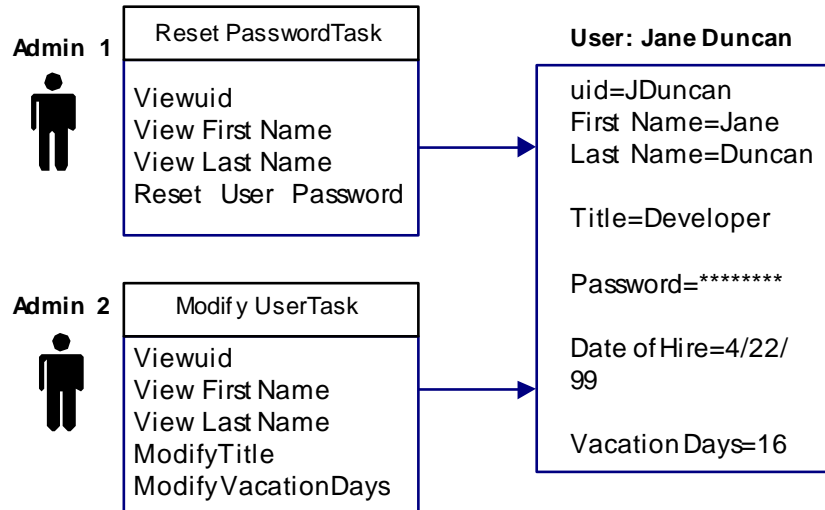 Admin 1
Reset PasswordTask
Viewuid
View First Name
View Last Name
Reset User Password
Admin 2
Modify UserTask
Viewuid
View First Name
View Last Name
ModifyTitle
ModifyVacationDays
User: Jane Duncan
uid=JDuncan
First Name=Jane
Last Name=Duncan
Title=Developer
Password=********
Date of Hire=4/22/
99
Vacation Days=16